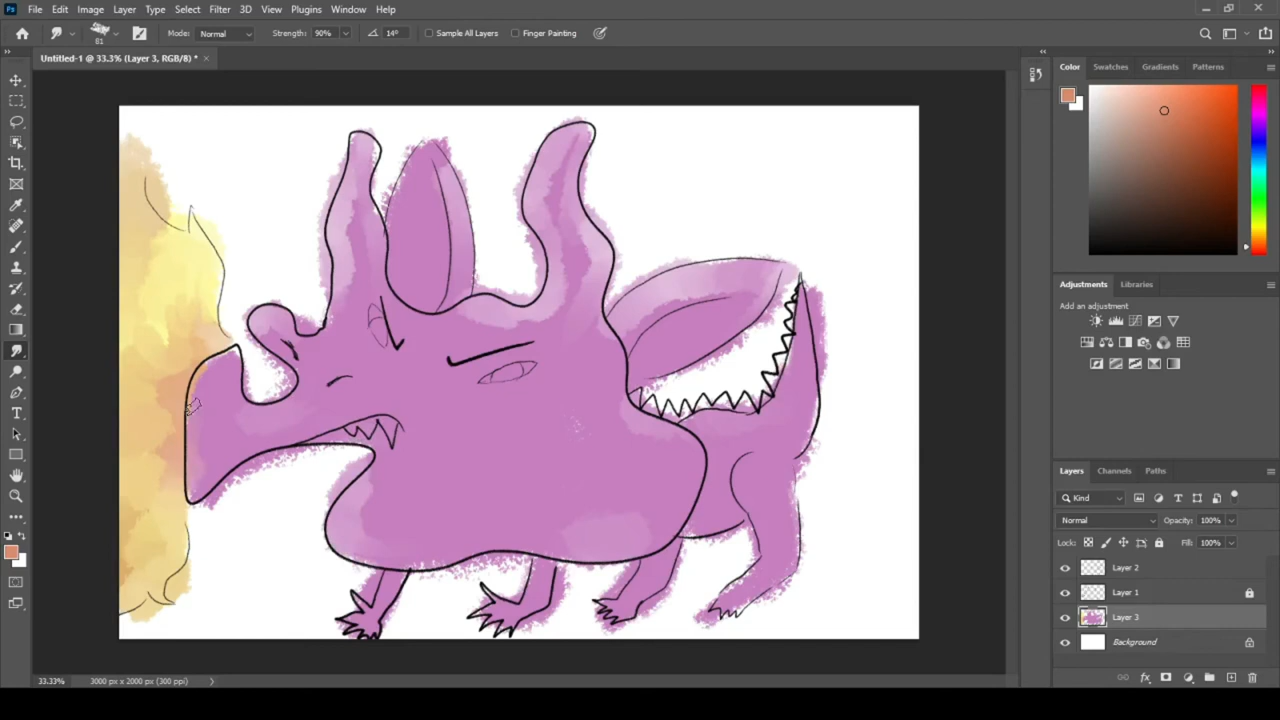 Ps File Edit Image Layer Type Select Filter 3D View Plugins Window Help
81 Mode: Normal Strength: 90% 14° Sample All Layers Finger Painting
Untitled-1 @ 33.3% (Layer 3, RGB/8) * ×
Color Swatches Gradients Patterns
Adjustments Libraries
Add an adjustment
Layers Channels Paths
Kind
Normal Opacity: 100%
Lock: Fill: 100%
Layer 2
Layer 1
Layer 3
Background
fx
33.33% 3000 px x 2000 px (300 ppi)